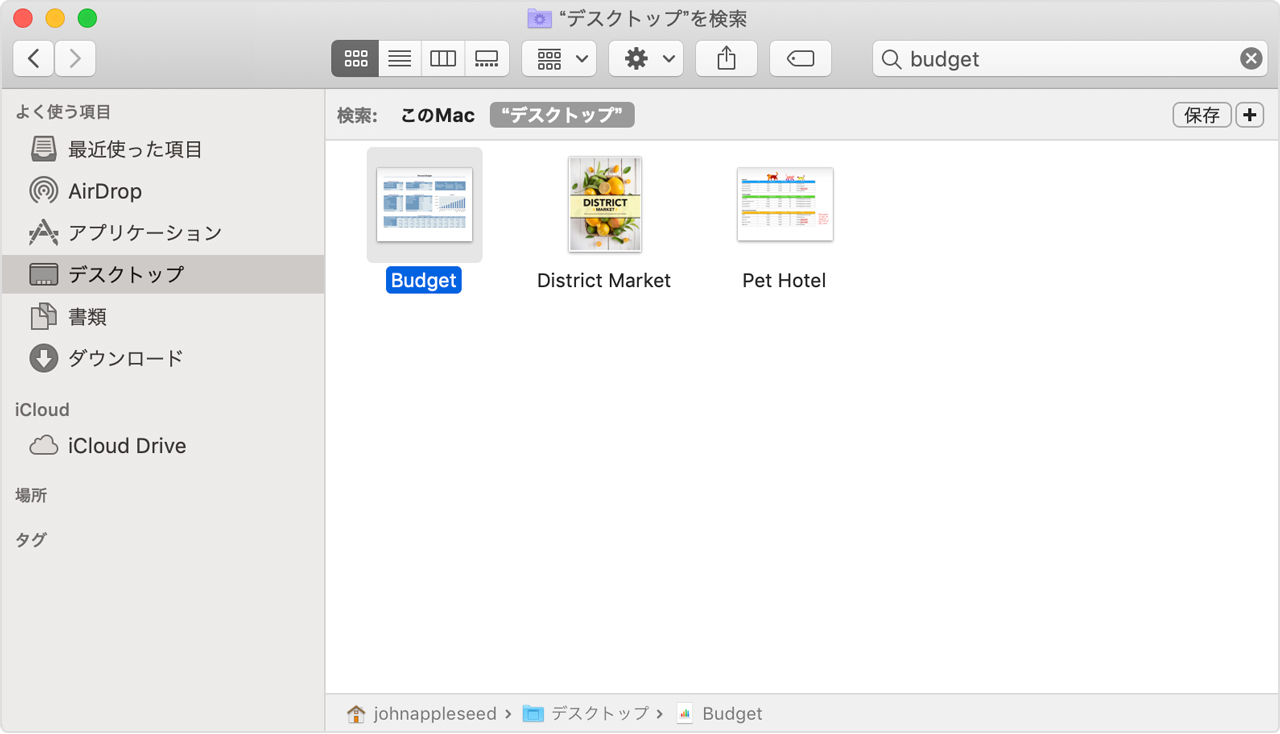 “デスクトップ”を検索
budget
よく使う項目
最近使った項目
AirDrop
アプリケーション
デスクトップ
書類
ダウンロード
iCloud
iCloud Drive
場所
タグ
検索: このMac “デスクトップ” 保存
DISTRICT
MARKET
Budget District Market Pet Hotel
johnappleseed › デスクトップ › Budget